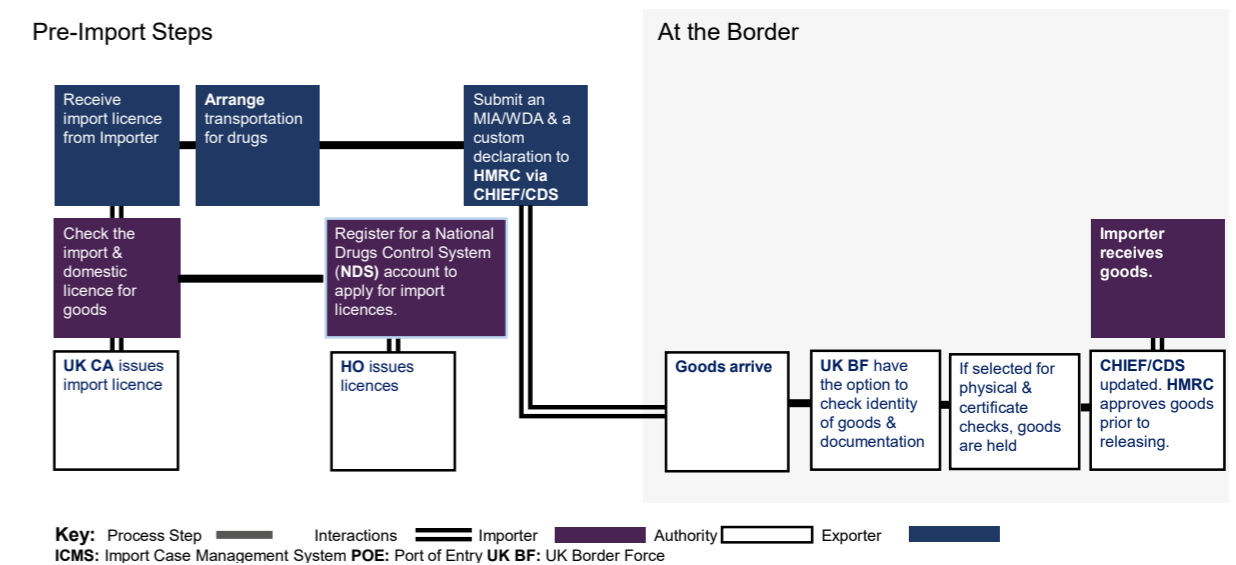 Pre-Import Steps
At the Border
Receive
import licence
from Importer
Arrange
transportation
for drugs
Submit an
MIA/WDA & a
custom
declaration to
HMRC via
CHIEF/CDS
Check the
import &
domestic
licence for
goods
Register for a National
Drugs Control System
(NDS) account to
apply for import
licences.
Importer
receives
goods.
UK CA issues
import licence
HO issues
licences
Goods arrive
UK BF have
the option to
check identity
of goods &
documentation
If selected for
physical &
certificate
checks, goods
are held
CHIEF/CDS
updated. HMRC
approves goods
prior to
releasing.
Key: Process Step Interactions Importer Authority Exporter
ICMS: Import Case Management System POE: Port of Entry UK BF: UK Border Force